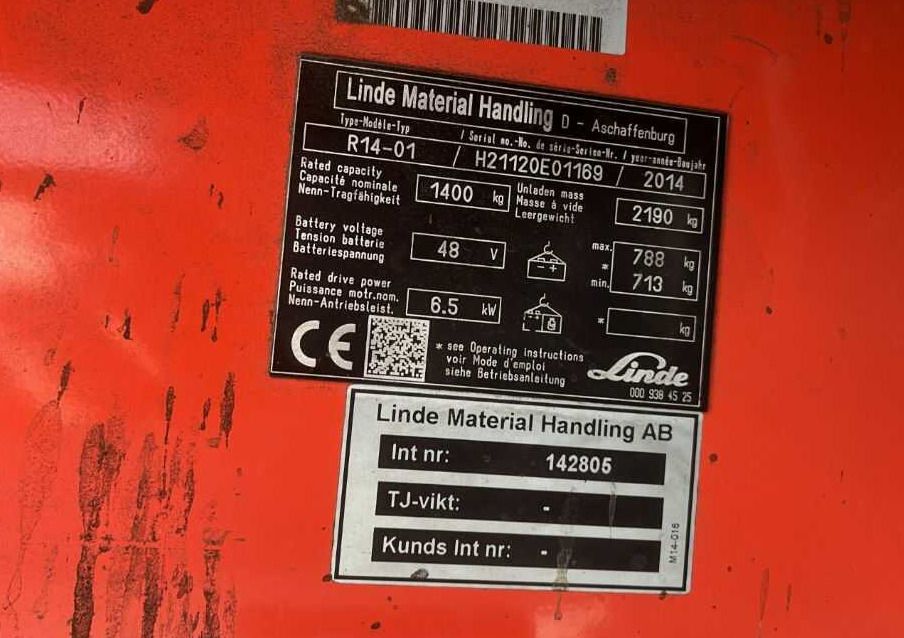 Linde Material Handling D - Aschaffenburg
Type-Modèle-Typ / Serial no.-No. de série-Serien-Nr. / year-année-Baujahr
R14-01 / H21120E01169 / 2014
Rated capacity
Capacité nominale
Nenn-Tragfähigkeit
1400 kg
Unladen mass
Masse à vide
Leergewicht
2190 kg
Battery voltage
Tension batterie
Batteriespannung
48 V
- +
max. 788 kg
*
min. 713 kg
Rated drive power
Puissance motr.nom.
Nenn-Antriebsleist.
6.5 kW
* kg
CE
* see Operating instructions
voir Mode d'emploi
siehe Betriebsanleitung
Linde
000 938 45 25
Linde Material Handling AB
Int nr: 142805
TJ-vikt: -
Kunds Int nr: -
M14-016